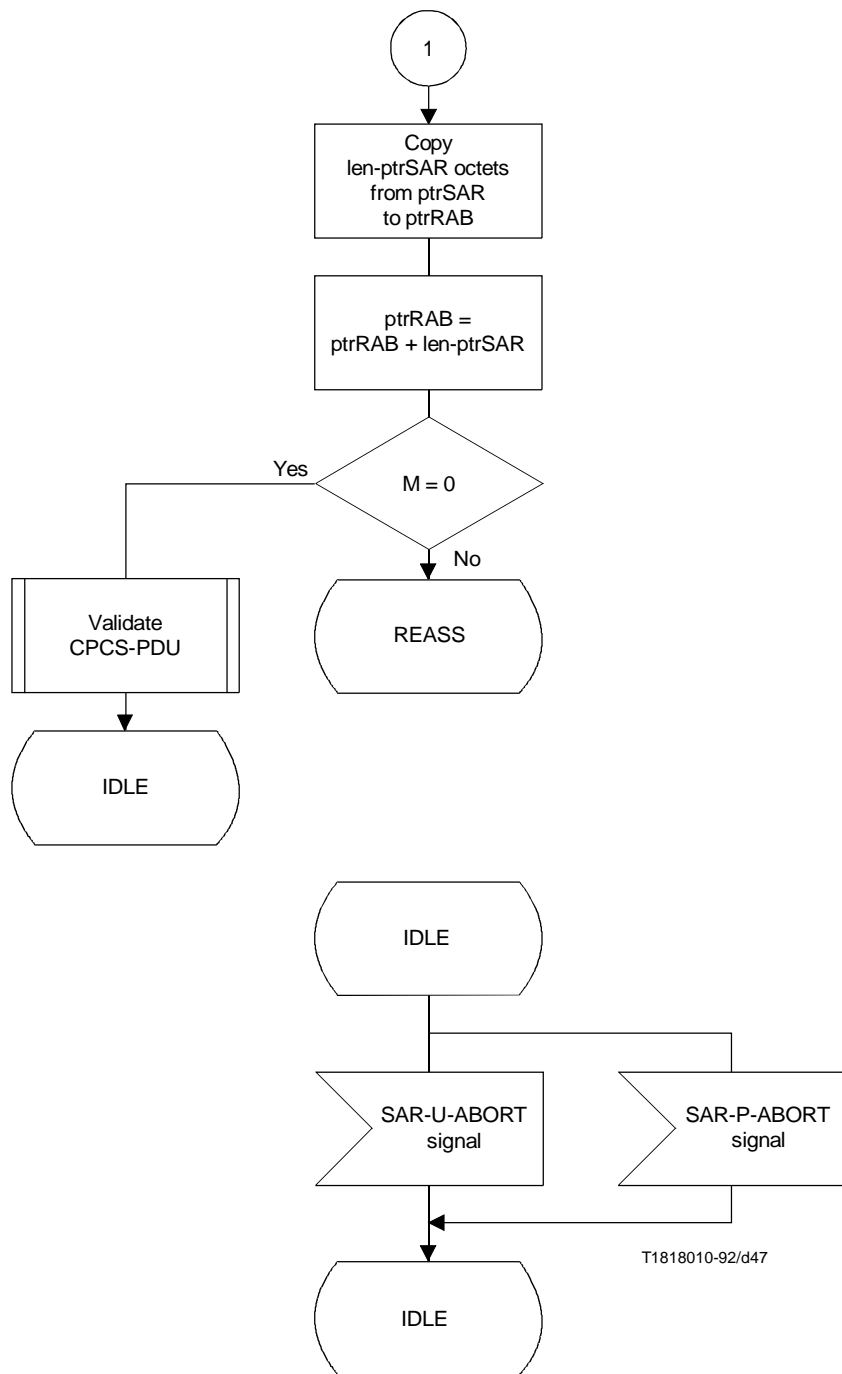 1
Copy
len-ptrSAR octets
from ptrSAR
to ptrRAB
ptrRAB =
ptrRAB + len-ptrSAR
Yes
M = 0
No
Validate
CPCS-PDU
REASS
IDLE
IDLE
SAR-U-ABORT
signal
SAR-P-ABORT
signal
T1818010-92/d47
IDLE